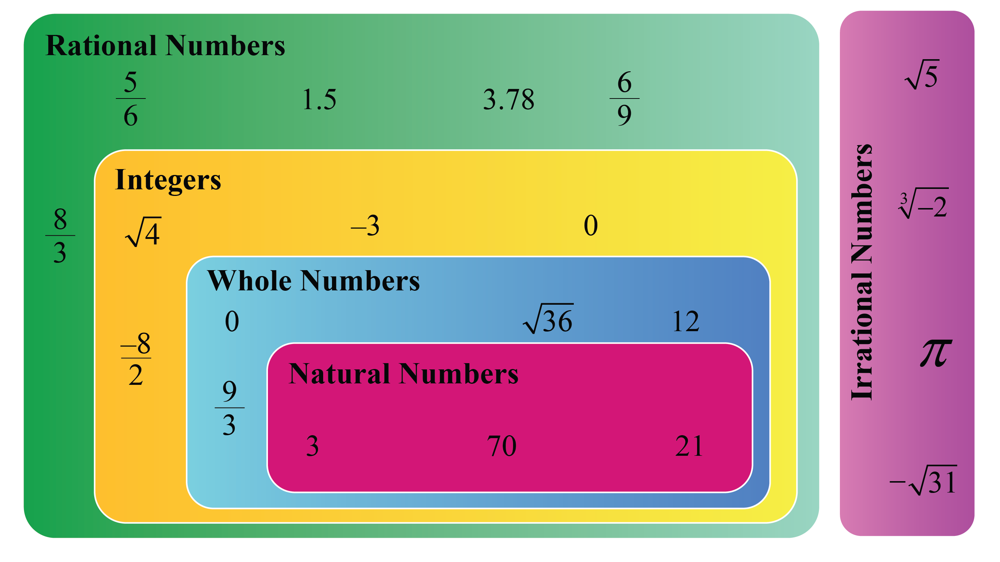 Rational Numbers
5/6 1.5 3.78 6/9
Integers
8/3
√4 –3 0
Whole Numbers
0 √36 12
–8/2
Natural Numbers
9/3
3 70 21
Irrational Numbers
√5
∛–2
π
–√31